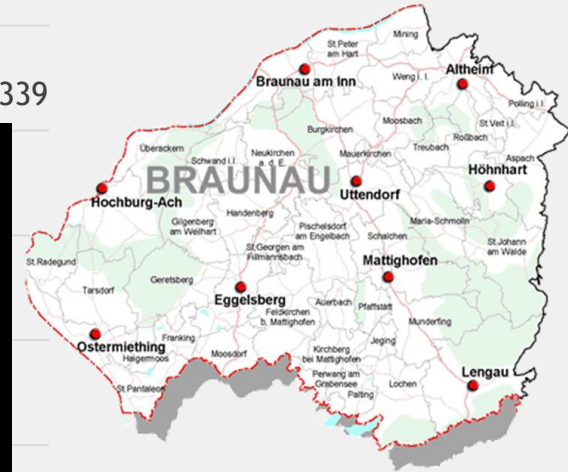 339
Mining
St.Peter
am Hart
Braunau am Inn
Weng i. I.
Altheim
Polling i.I.
Burgkirchen
Moosbach
St.Veit i.I.
Roßbach
Treubach
Überackern
Schwand i.I.
Neukirchen
a. d. E.
Mauerkirchen
Aspach
Höhnhart
BRAUNAU
Uttendorf
Hochburg-Ach
Handenberg
Gilgenberg
am Weilhart
Pischelsdorf
am Engelbach
Maria-Schmolln
Schalchen
St.Johann
am Walde
St.Georgen am
Fillmannsbach
St.Radegund
Mattighofen
Geretsberg
Tarsdorf
Eggelsberg
Auerbach
Pfaffstätt
Feldkirchen
b. Mattighofen
Munderfing
Ostermiething
Franking
Jeging
Haigermoos
Moosdorf
Kirchberg
bei Mattighofen
Perwang am
Grabensee
Lochen
Lengau
St.Pantaleon
Palting